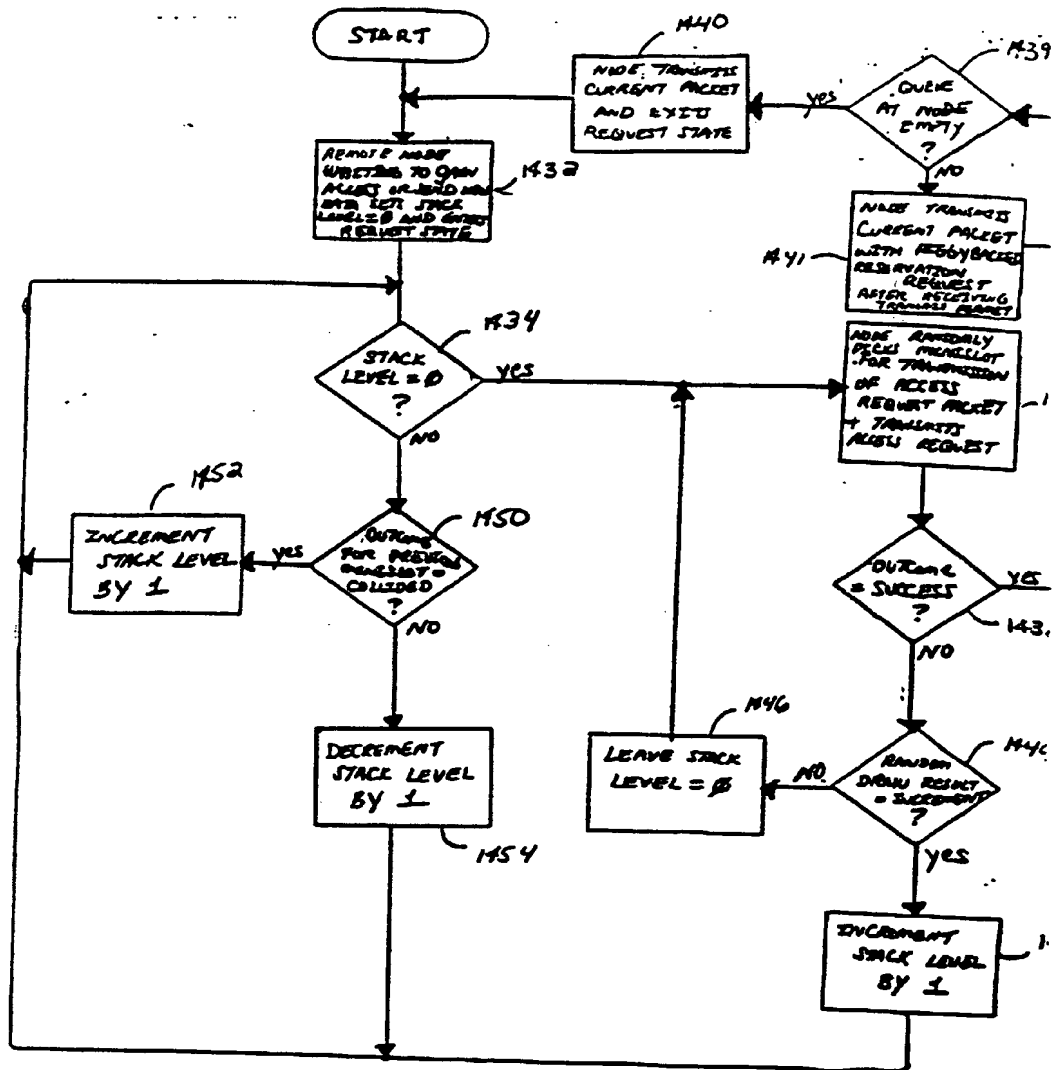 START
1440
NODE TRANSMITS
CURRENT PACKET
AND EXITS
REQUEST STATE
yes
QUEUE
AT NODE
EMPTY
?
1439
NO
REMOTE NODE
WANTING TO GAIN
ACCESS OR SEND NEW
DATA SETS STACK
LEVEL=0 AND ENTERS
REQUEST STATE
1432
NODE TRANSMITS
CURRENT PACKET
WITH PIGGYBACKED
RESERVATION
REQUEST
AFTER RECEIVING
TRANSMIT PERMIT
1441
1434
STACK
LEVEL = 0
?
yes
NO
NODE RANDOMLY
PICKS MINISLOT
FOR TRANSMISSION
OF ACCESS
REQUEST PACKET
+ TRANSMITS
ACCESS REQUEST
1452
INCREMENT
STACK LEVEL
BY 1
yes
1450
OUTCOME
FOR PREVIOUS
MINISLOT =
COLLIDED
?
NO
OUTCOME
= SUCCESS
?
yes
143
NO
DECREMENT
STACK LEVEL
BY 1
1454
1446
LEAVE STACK
LEVEL = 0
NO
RANDOM
DRAW RESULT
= INCREMENT
?
yes
INCREMENT
STACK LEVEL
BY 1